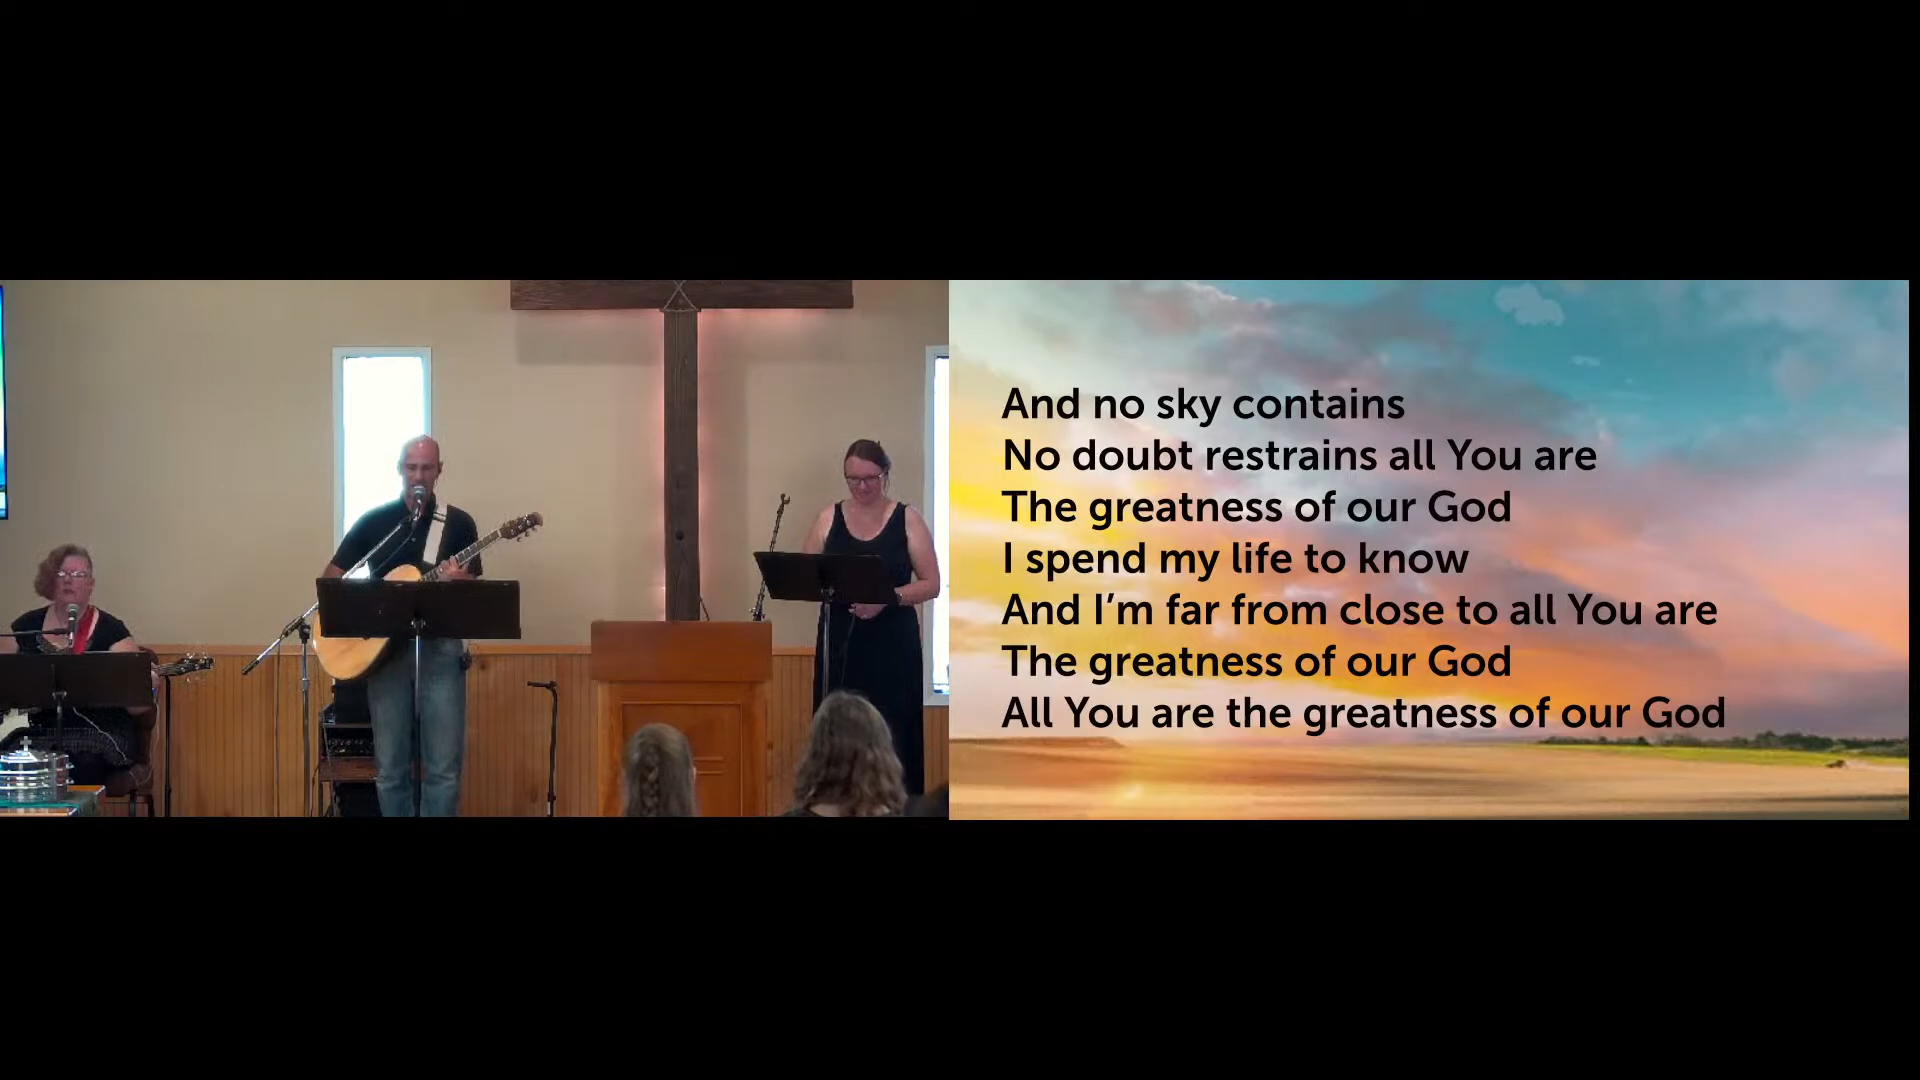 And no sky contains
No doubt restrains all You are
The greatness of our God
I spend my life to know
And I'm far from close to all You are
The greatness of our God
All You are the greatness of our God